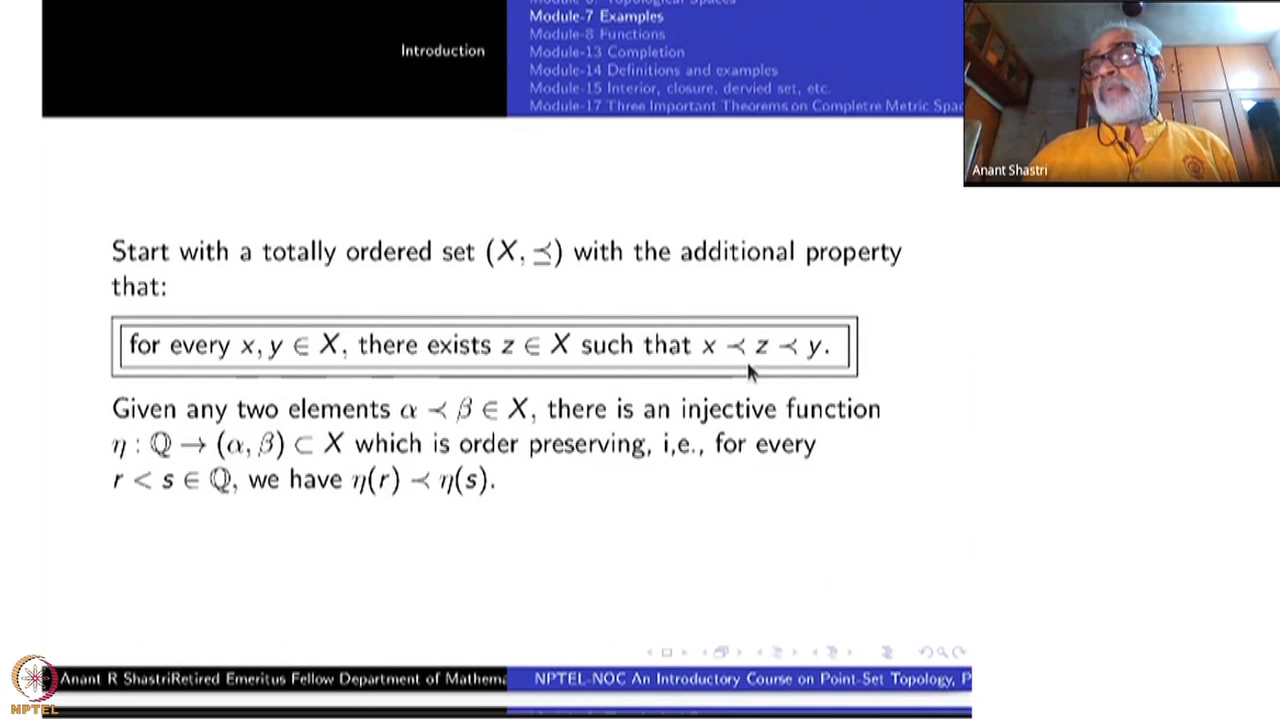 Introduction
Module-7 Examples
Module-8 Functions
Module-13 Completion
Module-14 Definitions and examples
Module-15 Interior, closure, dervied set, etc.
Module-17 Three Important Theorems on Completre Metric Spac
Anant Shastri
Start with a totally ordered set (X, ⪯) with the additional property
that:
for every x, y ∈ X, there exists z ∈ X such that x ≺ z ≺ y.
Given any two elements α ≺ β ∈ X, there is an injective function
η : ℚ → (α, β) ⊂ X which is order preserving, i,e., for every
r < s ∈ ℚ, we have η(r) ≺ η(s).
Anant R ShastriRetired Emeritus Fellow Department of Mathema
NPTEL-NOC An Introductory Course on Point-Set Topology, P
NPTEL